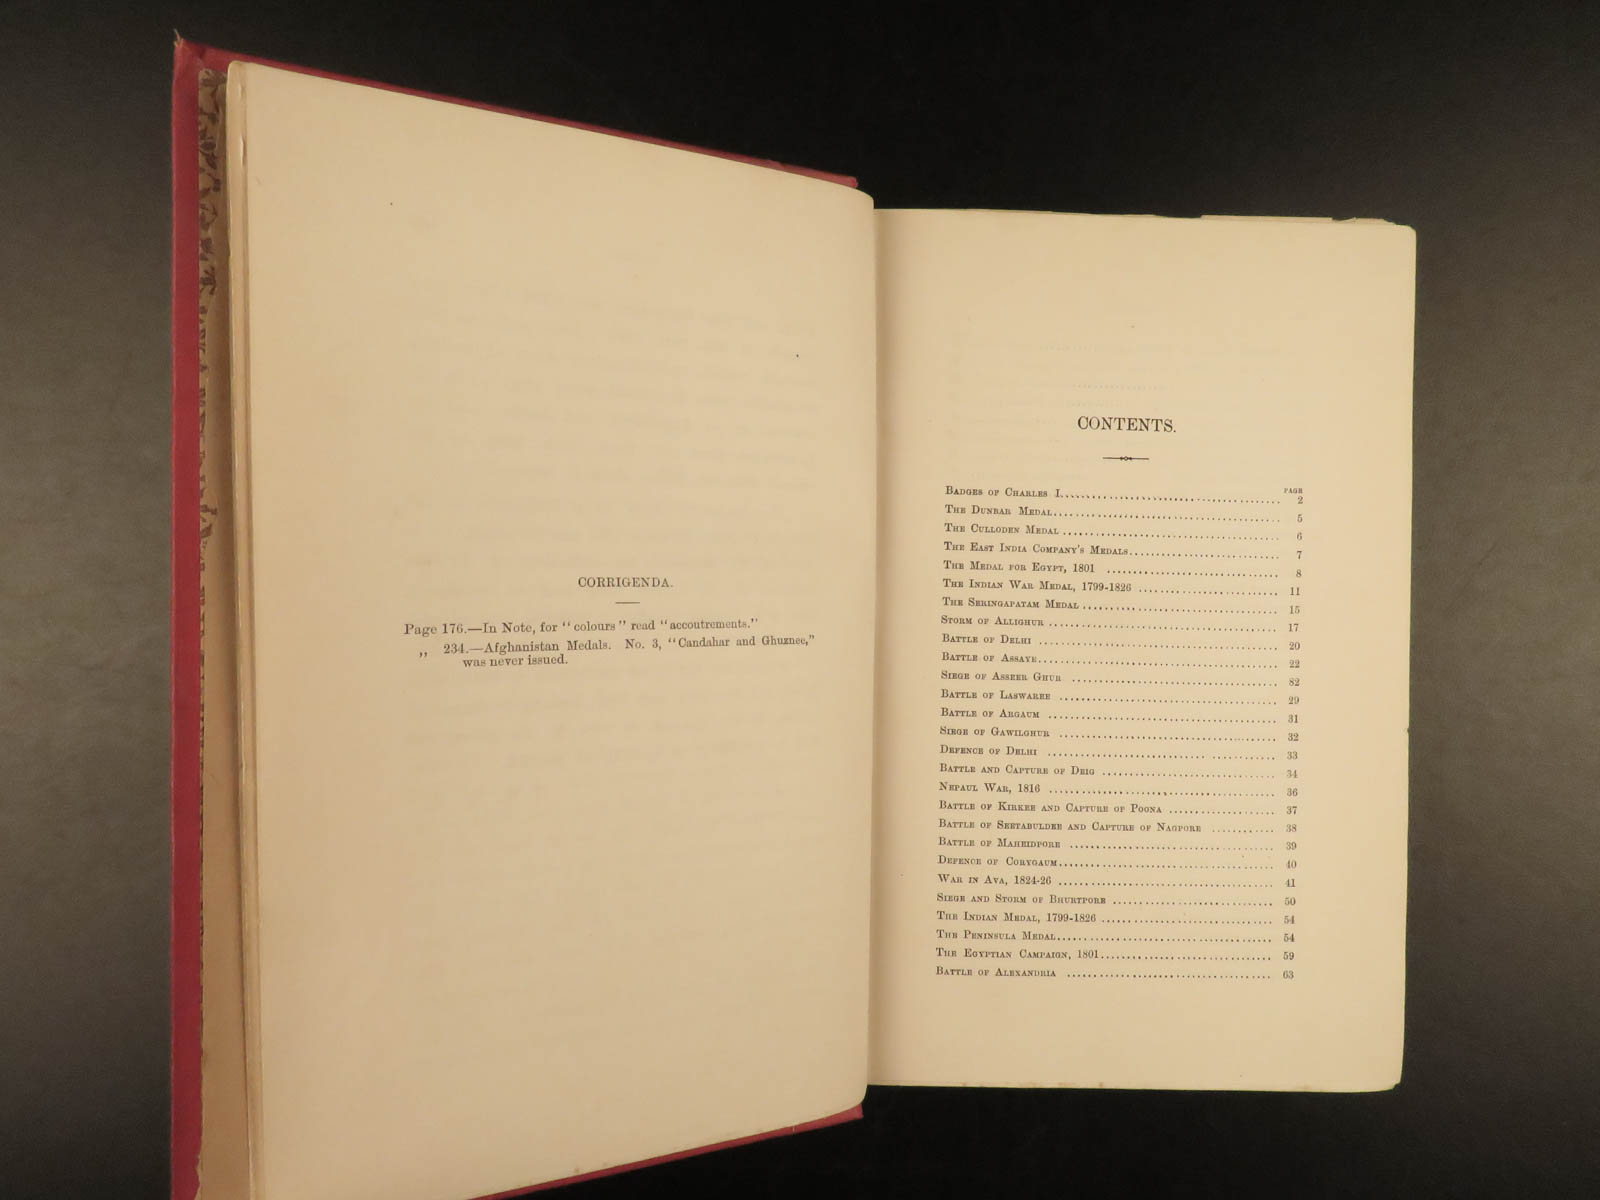 CORRIGENDA.
Page 176.—In Note, for "colours" read "accoutrements."
„ 234.—Afghanistan Medals. No. 3, "Candahar and Ghuznee,"
was never issued.
CONTENTS.
PAGE
Badges of Charles I. 2
The Dunbar Medal 5
The Culloden Medal 6
The East India Company's Medals 7
The Medal for Egypt, 1801 8
The Indian War Medal, 1799-1826 11
The Seringapatam Medal 15
Storm of Allighur 17
Battle of Delhi 20
Battle of Assaye 22
Siege of Asseer Ghur 82
Battle of Laswaree 29
Battle of Argaum 31
Siege of Gawilghur 32
Defence of Delhi 33
Battle and Capture of Deig 34
Nepaul War, 1816 36
Battle of Kirkee and Capture of Poona 37
Battle of Seetabuldee and Capture of Nagpore 38
Battle of Maheidpore 39
Defence of Corygaum 40
War in Ava, 1824-26 41
Siege and Storm of Bhurtpore 50
The Indian Medal, 1799-1826 54
The Peninsula Medal 54
The Egyptian Campaign, 1801 59
Battle of Alexandria 63